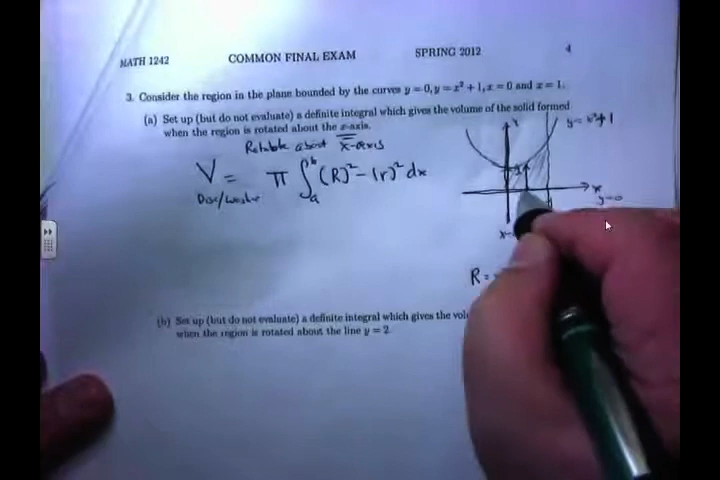 MATH 1242 COMMON FINAL EXAM SPRING 2012 4
3. Consider the region in the plane bounded by the curves y = 0, y = x² + 1, x = 0 and x = 1.
(a) Set up (but do not evaluate) a definite integral which gives the volume of the solid formed
when the region is rotated about the x-axis.
about x-axis
y = x²+1
V = π ∫ₐᵇ (R)² - (r)² dx
Y
x
y=0
R =
(b) Set up (but do not evaluate) a definite integral which gives the
when the region is rotated about the line y = 2.